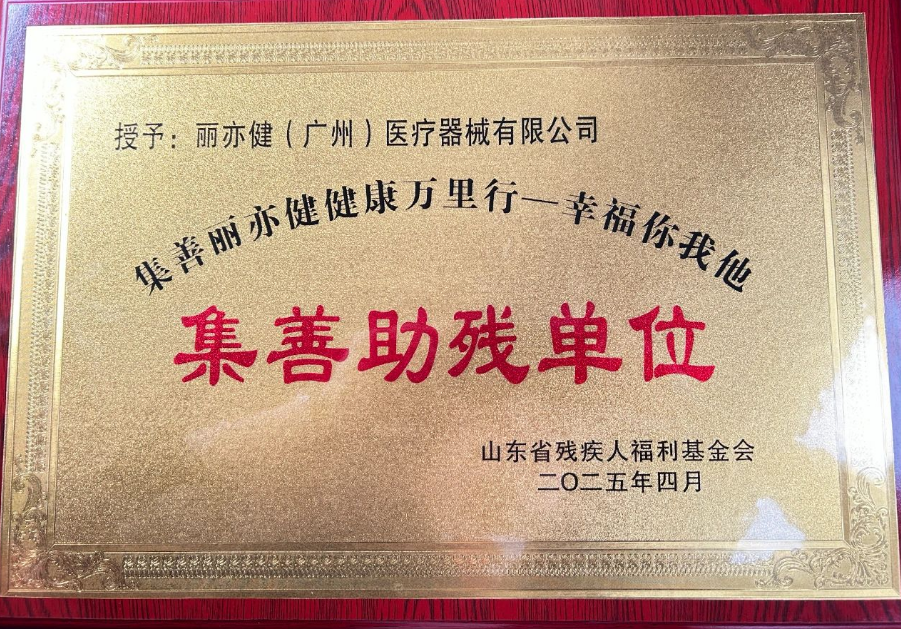 授予：丽亦健（广州）医疗器械有限公司
集善丽亦健健康万里行—幸福你我他
集善助残单位
山东省残疾人福利基金会
二〇二五年四月